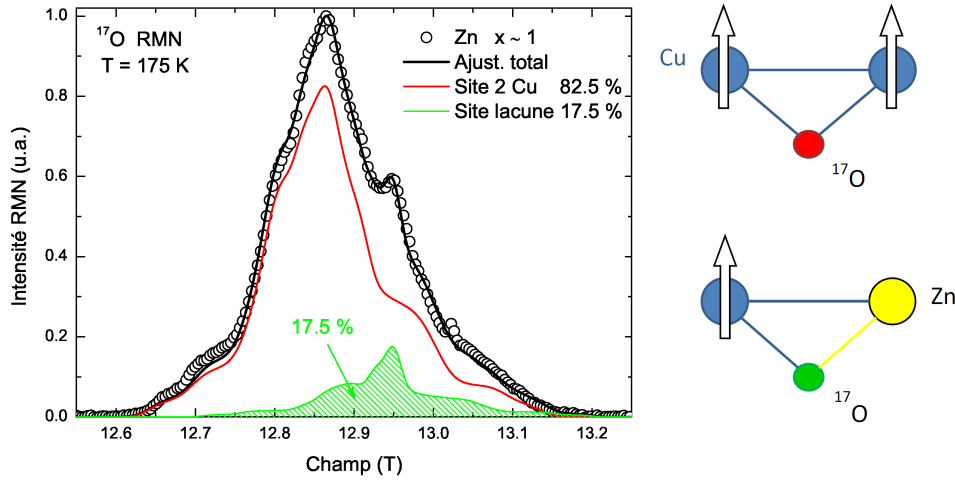 ¹⁷O RMN
T = 175 K
Zn x ~ 1
Ajust. total
Site 2 Cu 82.5 %
Site lacune 17.5 %
17.5 %
Intensité RMN (u.a.)
1.0
0.8
0.6
0.4
0.2
0.0
12.6 12.7 12.8 12.9 13.0 13.1 13.2
Champ (T)
Cu
¹⁷O
Zn
¹⁷O